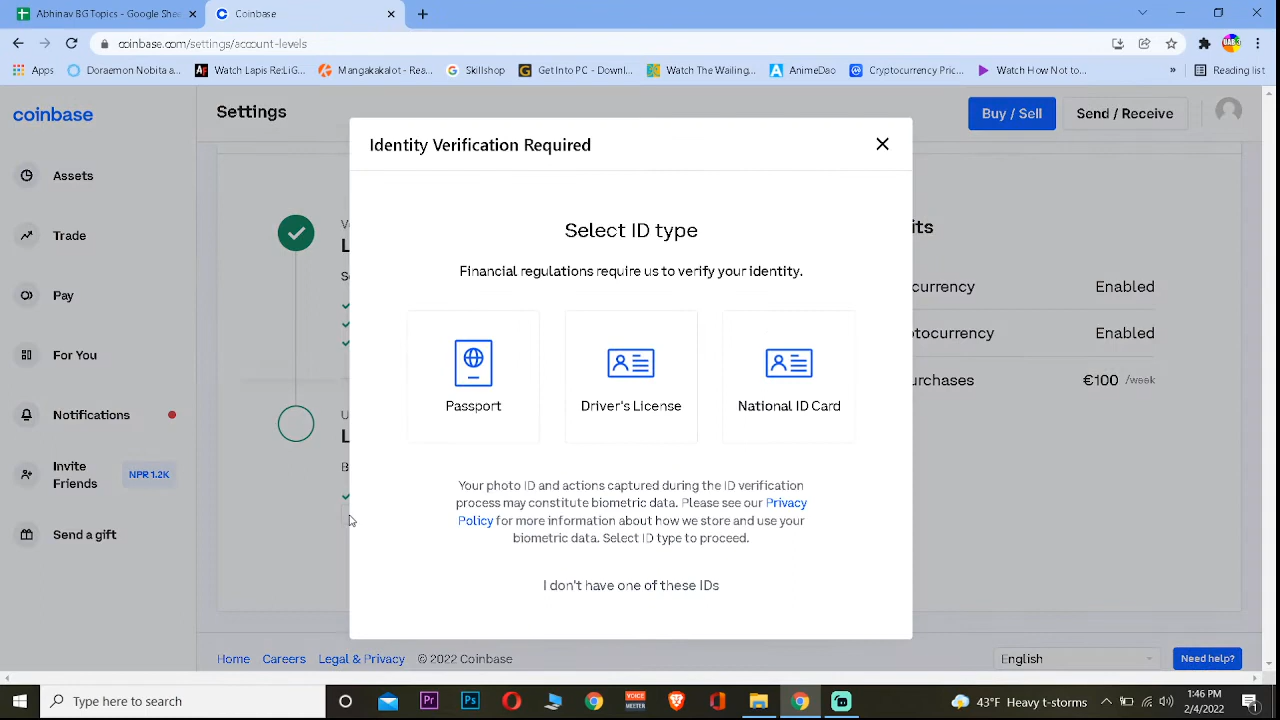 Abhinav BG topics - Google Shee
Coinbase
coinbase.com/settings/account-levels
Apps
Doraemon Nobita a...
Watch Lapis Re:LiG...
Mangakakalot - Rea...
Skillshop
Get Into PC - Downl...
Watch The Wailing...
AnimeDao
Cryptocurrency Pric...
Watch How Not to...
»
Reading list
coinbase
Settings
Buy / Sell
Send / Receive
Identity Verification Required
Assets
Trade
Pay
For You
Notifications
Invite
Friends
NPR 1.2K
Send a gift
Select ID type
Financial regulations require us to verify your identity.
Passport
Driver's License
National ID Card
Your photo ID and actions captured during the ID verification
process may constitute biometric data. Please see our Privacy
Policy for more information about how we store and use your
biometric data. Select ID type to proceed.
I don't have one of these IDs
its
currency Enabled
ptocurrency Enabled
urchases €100 /week
Home
Careers
Legal & Privacy
© 2022 Coinbase
English
Need help?
Type here to search
Pr
Ps
VOICE
MEETER
43°F Heavy t-storms
1:46 PM
2/4/2022